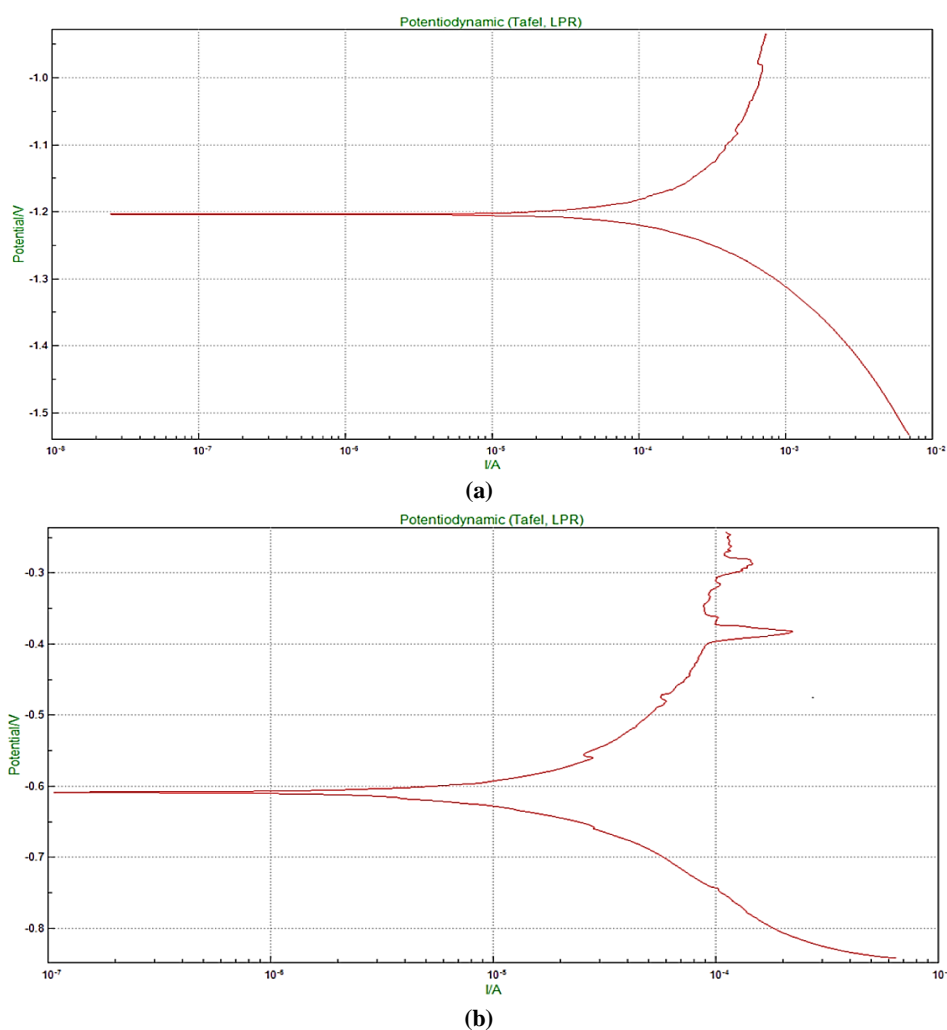 Potentiodynamic (Tafel, LPR)
Potential/V
-1.0
-1.1
-1.2
-1.3
-1.4
-1.5
10⁻⁸ 10⁻⁷ 10⁻⁶ 10⁻⁵ 10⁻⁴ 10⁻³ 10⁻²
I/A
(a)
Potentiodynamic (Tafel, LPR)
Potential/V
-0.3
-0.4
-0.5
-0.6
-0.7
-0.8
10⁻⁷ 10⁻⁶ 10⁻⁵ 10⁻⁴
I/A
(b)